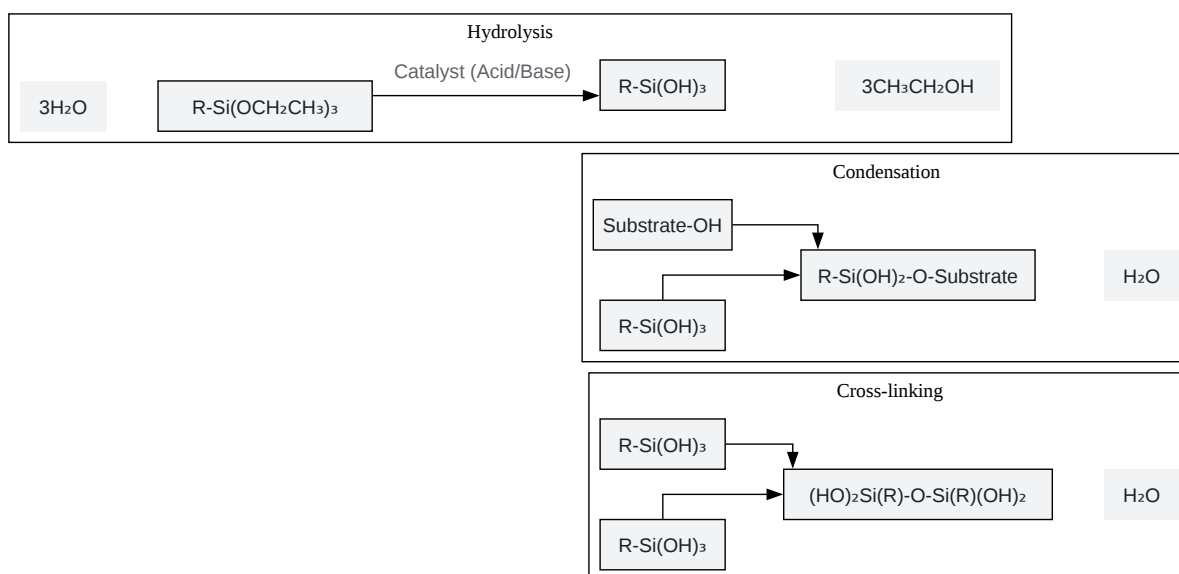 Hydrolysis
Catalyst (Acid/Base)
3H₂O
R-Si(OCH₂CH₃)₃
R-Si(OH)₃
3CH₃CH₂OH
Condensation
Substrate-OH
R-Si(OH)₂-O-Substrate
H₂O
R-Si(OH)₃
Cross-linking
R-Si(OH)₃
(HO)₂Si(R)-O-Si(R)(OH)₂
H₂O
R-Si(OH)₃